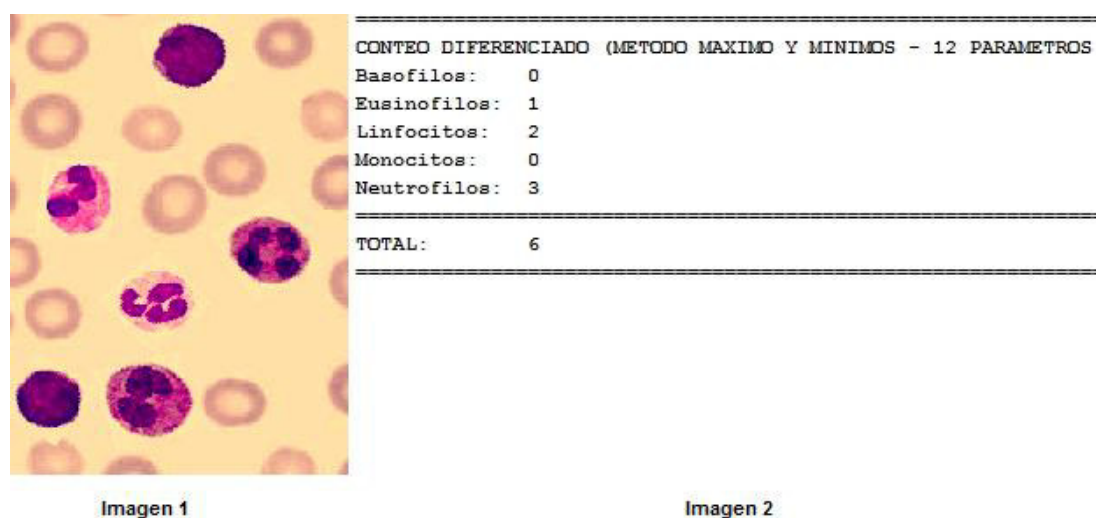 CONTEO DIFERENCIADO (METODO MAXIMO Y MINIMOS - 12 PARAMETROS
Basofilos: 0
Eusinofilos: 1
Linfocitos: 2
Monocitos: 0
Neutrofilos: 3
TOTAL: 6
Imagen 1
Imagen 2